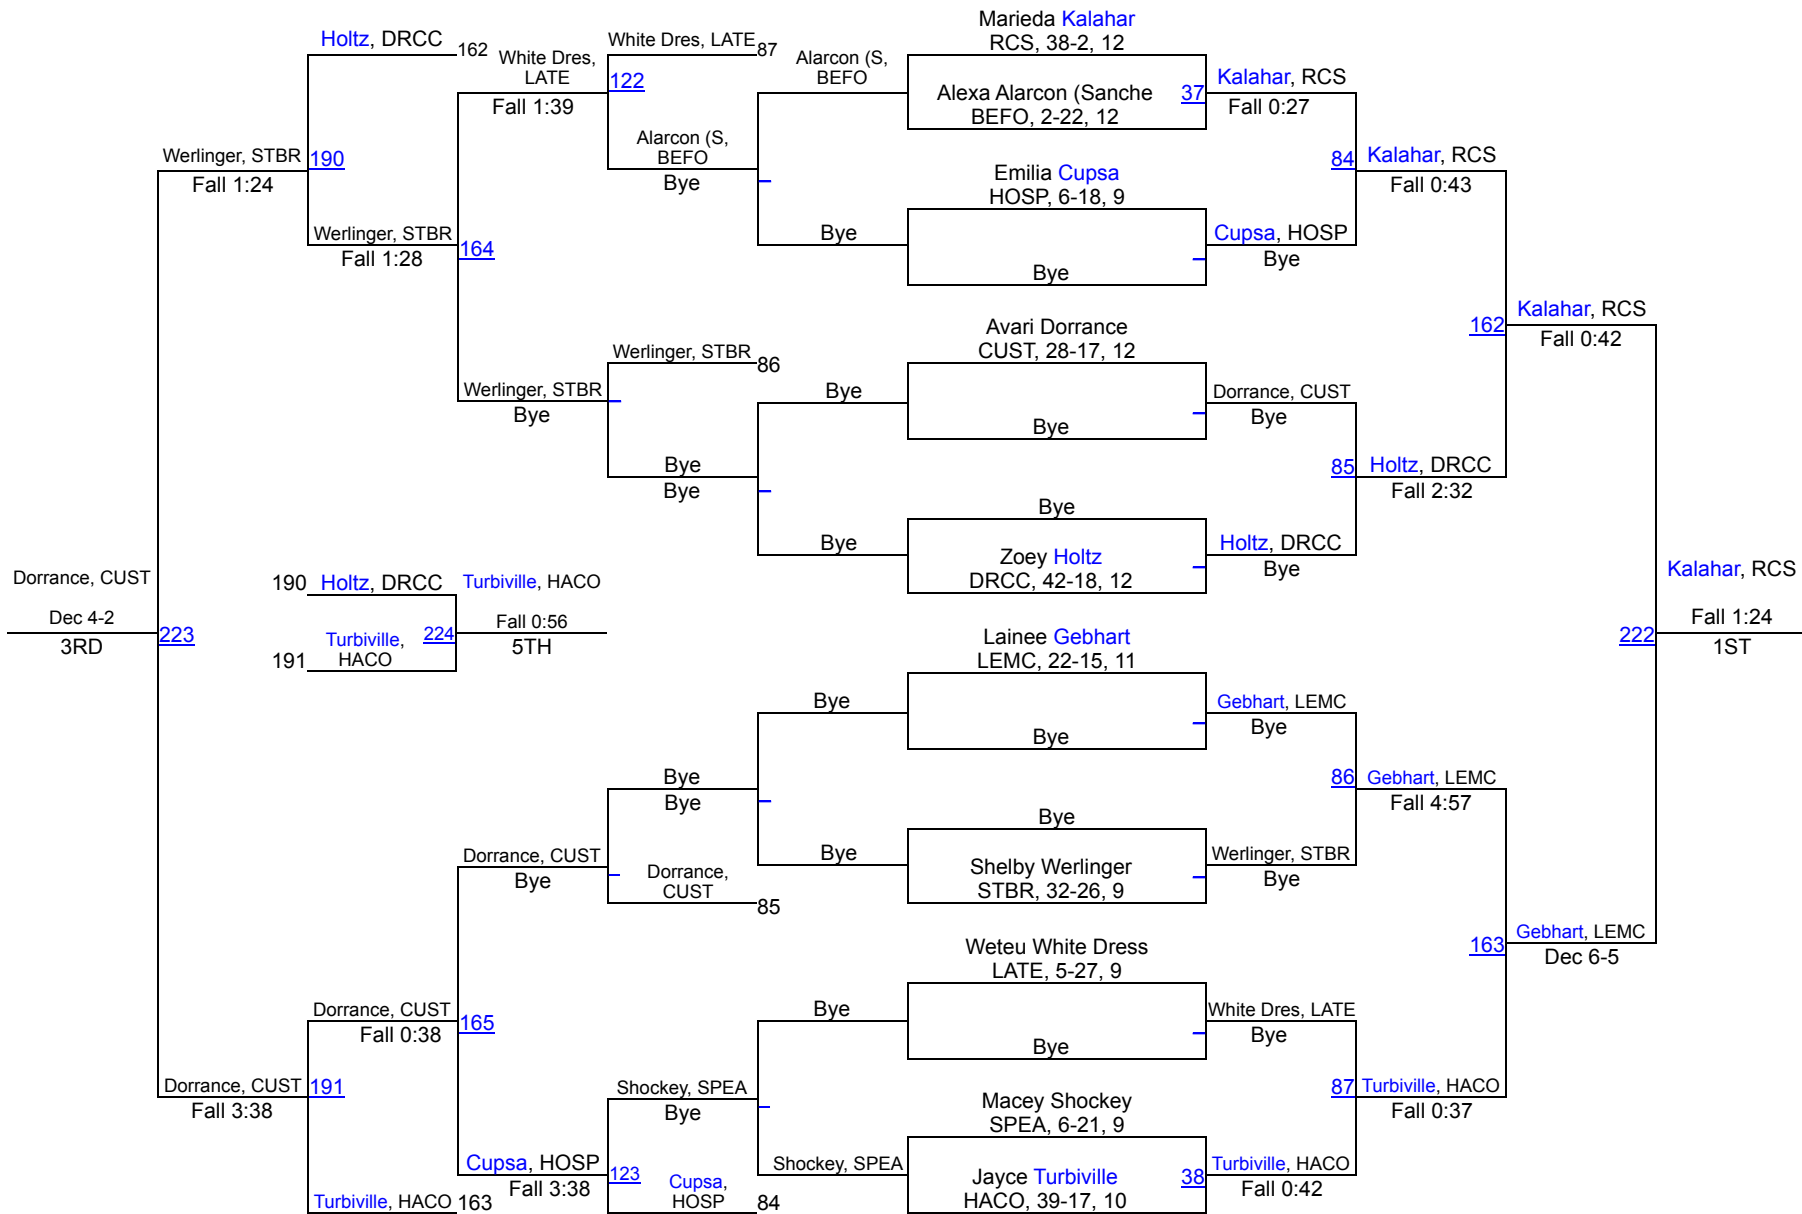 Marieda Kalahar
RCS, 38-2, 12
Holtz, DRCC
162
White Dres, LATE
87
White Dres,
LATE
Fall 1:39
122
Alarcon (S,
BEFO
Alexa Alarcon (Sanche
BEFO, 2-22, 12
37
Kalahar, RCS
Fall 0:27
Alarcon (S,
BEFO
Bye
Werlinger, STBR
Fall 1:24
190
Emilia Cupsa
HOSP, 6-18, 9
84
Kalahar, RCS
Fall 0:43
Werlinger, STBR
Fall 1:28
164
Bye
Bye
Cupsa, HOSP
Bye
Avari Dorrance
CUST, 28-17, 12
162
Kalahar, RCS
Fall 0:42
Werlinger, STBR
86
Werlinger, STBR
Bye
Bye
Bye
Dorrance, CUST
Bye
Bye
Bye
85
Holtz, DRCC
Fall 2:32
Bye
Bye
Zoey Holtz
DRCC, 42-18, 12
Holtz, DRCC
Bye
Dorrance, CUST
Dec 4-2
3RD
223
190
Holtz, DRCC
Turbiville, HACO
191
Turbiville,
HACO
224
Fall 0:56
5TH
Kalahar, RCS
Fall 1:24
1ST
222
Lainee Gebhart
LEMC, 22-15, 11
Bye
Bye
Gebhart, LEMC
Bye
Bye
Bye
86
Gebhart, LEMC
Fall 4:57
Bye
Bye
Shelby Werlinger
STBR, 32-26, 9
Werlinger, STBR
Bye
Dorrance, CUST
Bye
Dorrance,
CUST
85
Weteu White Dress
LATE, 5-27, 9
163
Gebhart, LEMC
Dec 6-5
Dorrance, CUST
Fall 0:38
165
Bye
Bye
White Dres, LATE
Bye
Dorrance, CUST
Fall 3:38
191
Shockey, SPEA
Bye
Macey Shockey
SPEA, 6-21, 9
87
Turbiville, HACO
Fall 0:37
Cupsa, HOSP
Fall 3:38
123
Cupsa,
HOSP
84
Shockey, SPEA
Jayce Turbiville
HACO, 39-17, 10
38
Turbiville, HACO
Fall 0:42
Turbiville, HACO
163